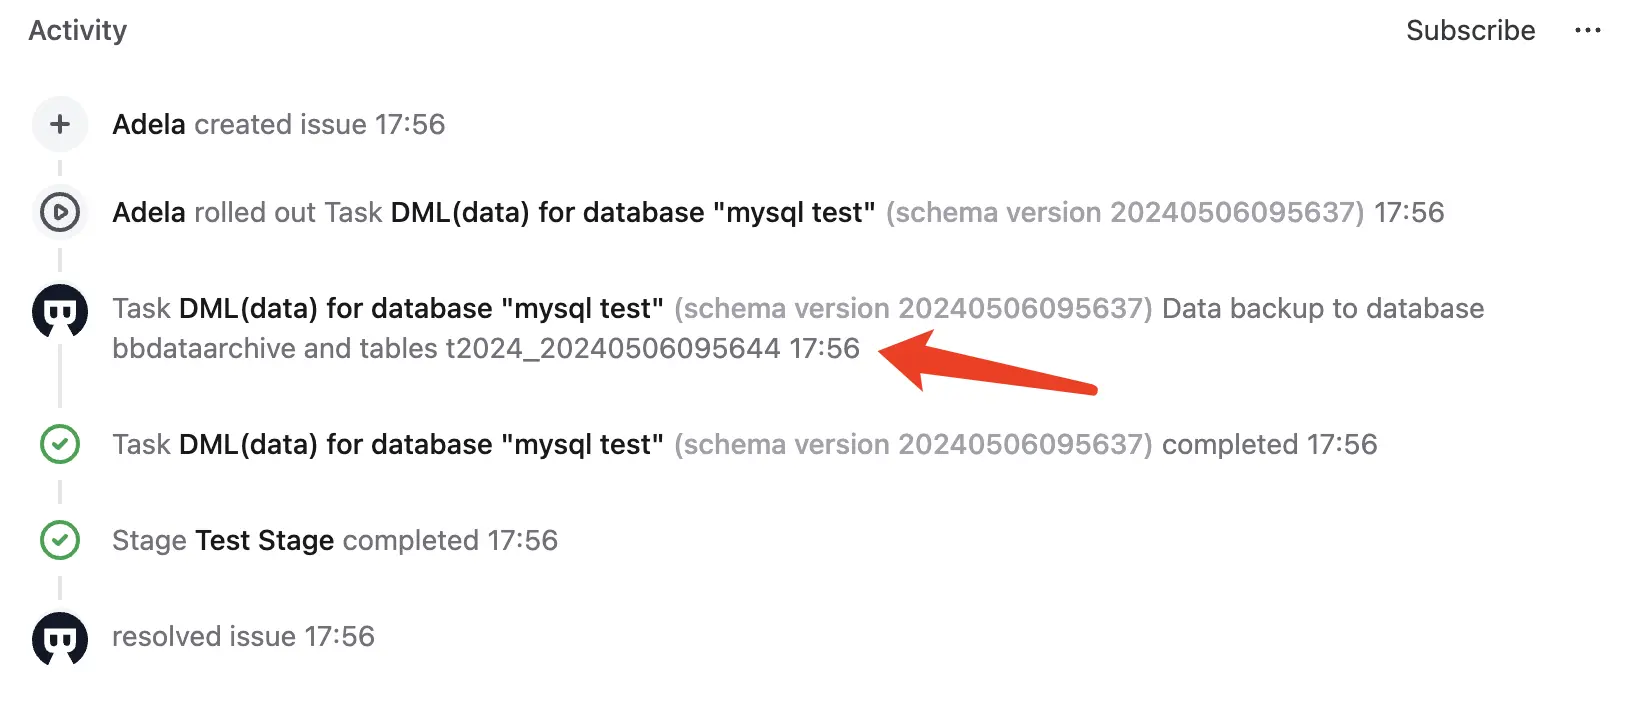 Activity
Subscribe
Adela created issue 17:56
Adela rolled out Task DML(data) for database "mysql test" (schema version 20240506095637) 17:56
Task DML(data) for database "mysql test" (schema version 20240506095637) Data backup to database
bbdataarchive and tables t2024_20240506095644 17:56
Task DML(data) for database "mysql test" (schema version 20240506095637) completed 17:56
Stage Test Stage completed 17:56
resolved issue 17:56